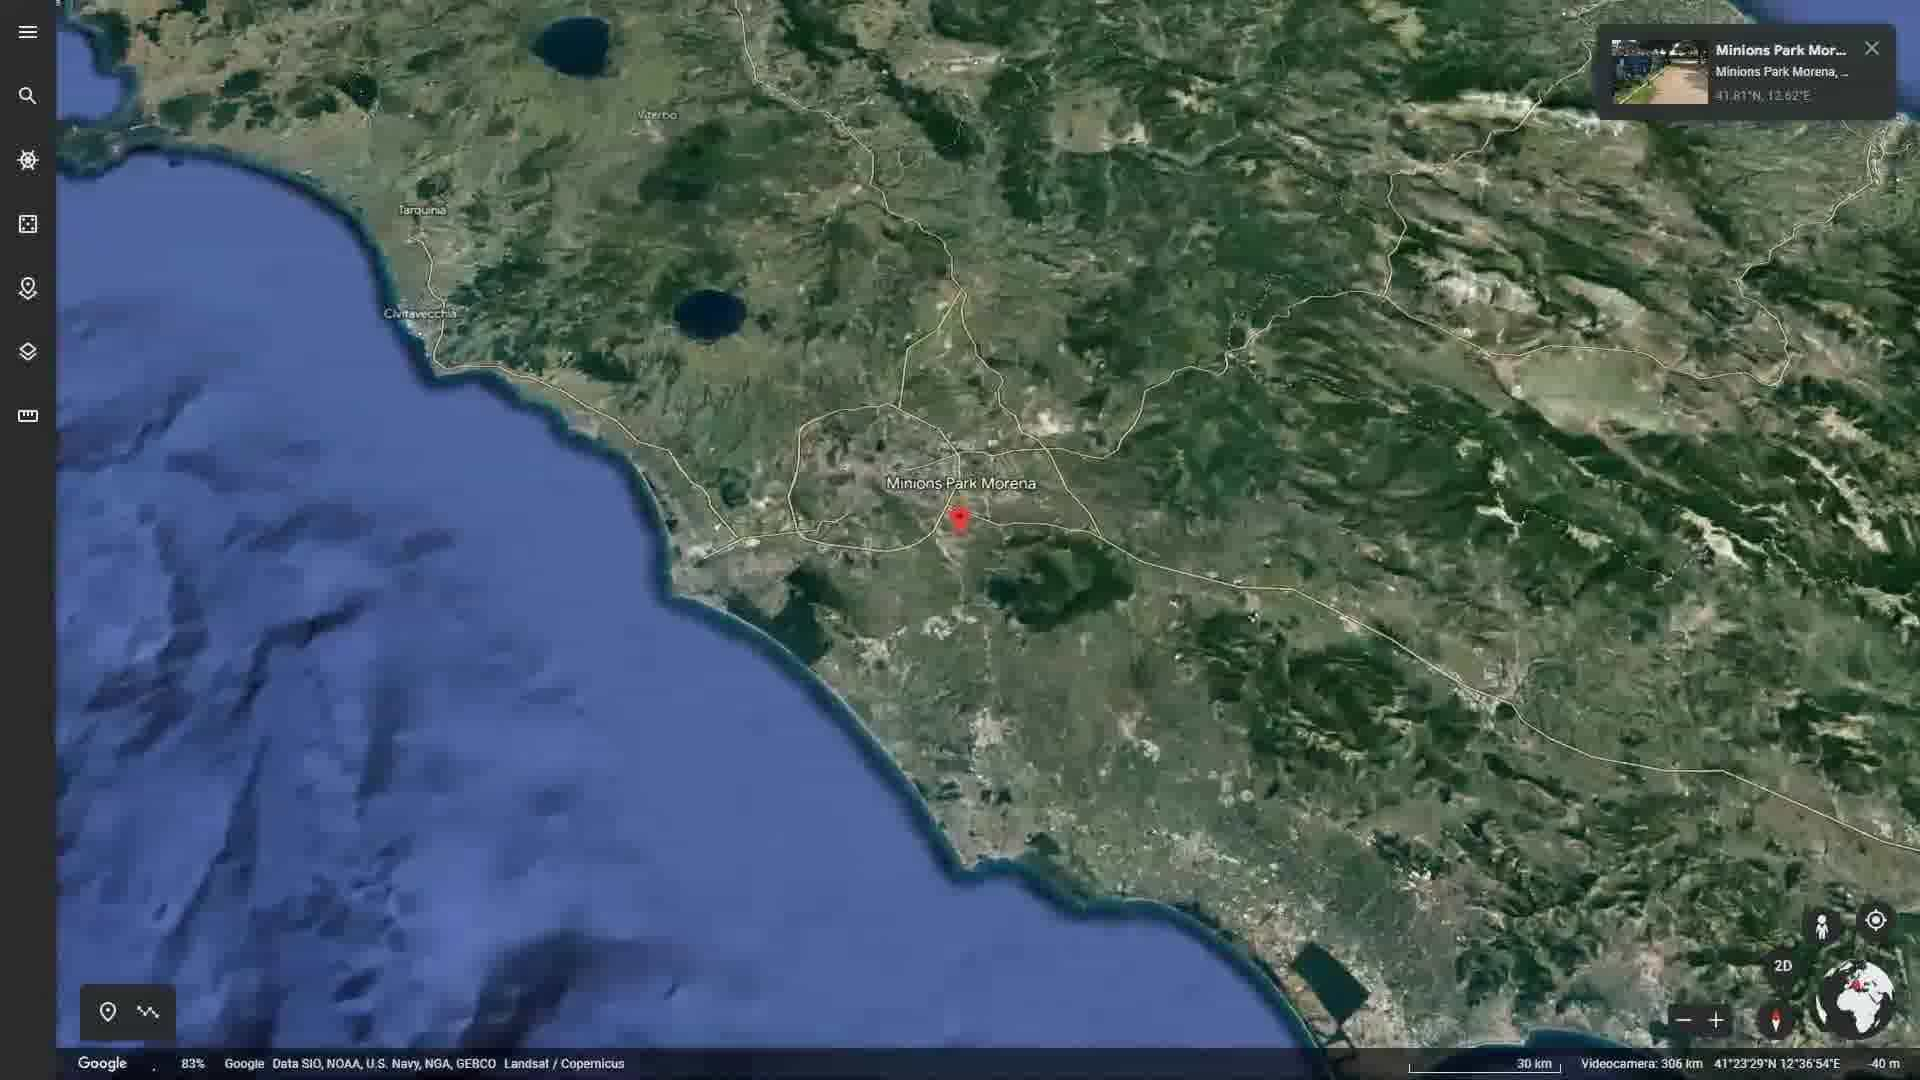 Minions Park Mor...
Minions Park Morena, ...
41.81°N, 12.62°E
Viterbo
Tarquinia
Civitavecchia
Minions Park Morena
2D
Google
83%
Google Data SIO, NOAA, U.S. Navy, NGA, GEBCO Landsat / Copernicus
30 km
Videocamera: 306 km 41°23'29"N 12°36'54"E -40 m